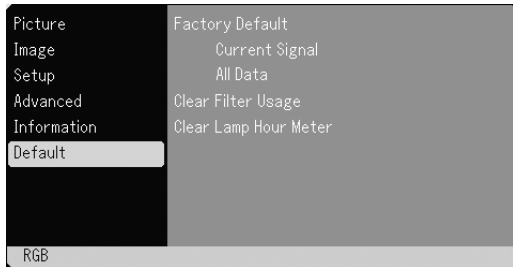 Picture
Image
Setup
Advanced
Information
Default
Factory Default
Current Signal
All Data
Clear Filter Usage
Clear Lamp Hour Meter
RGB